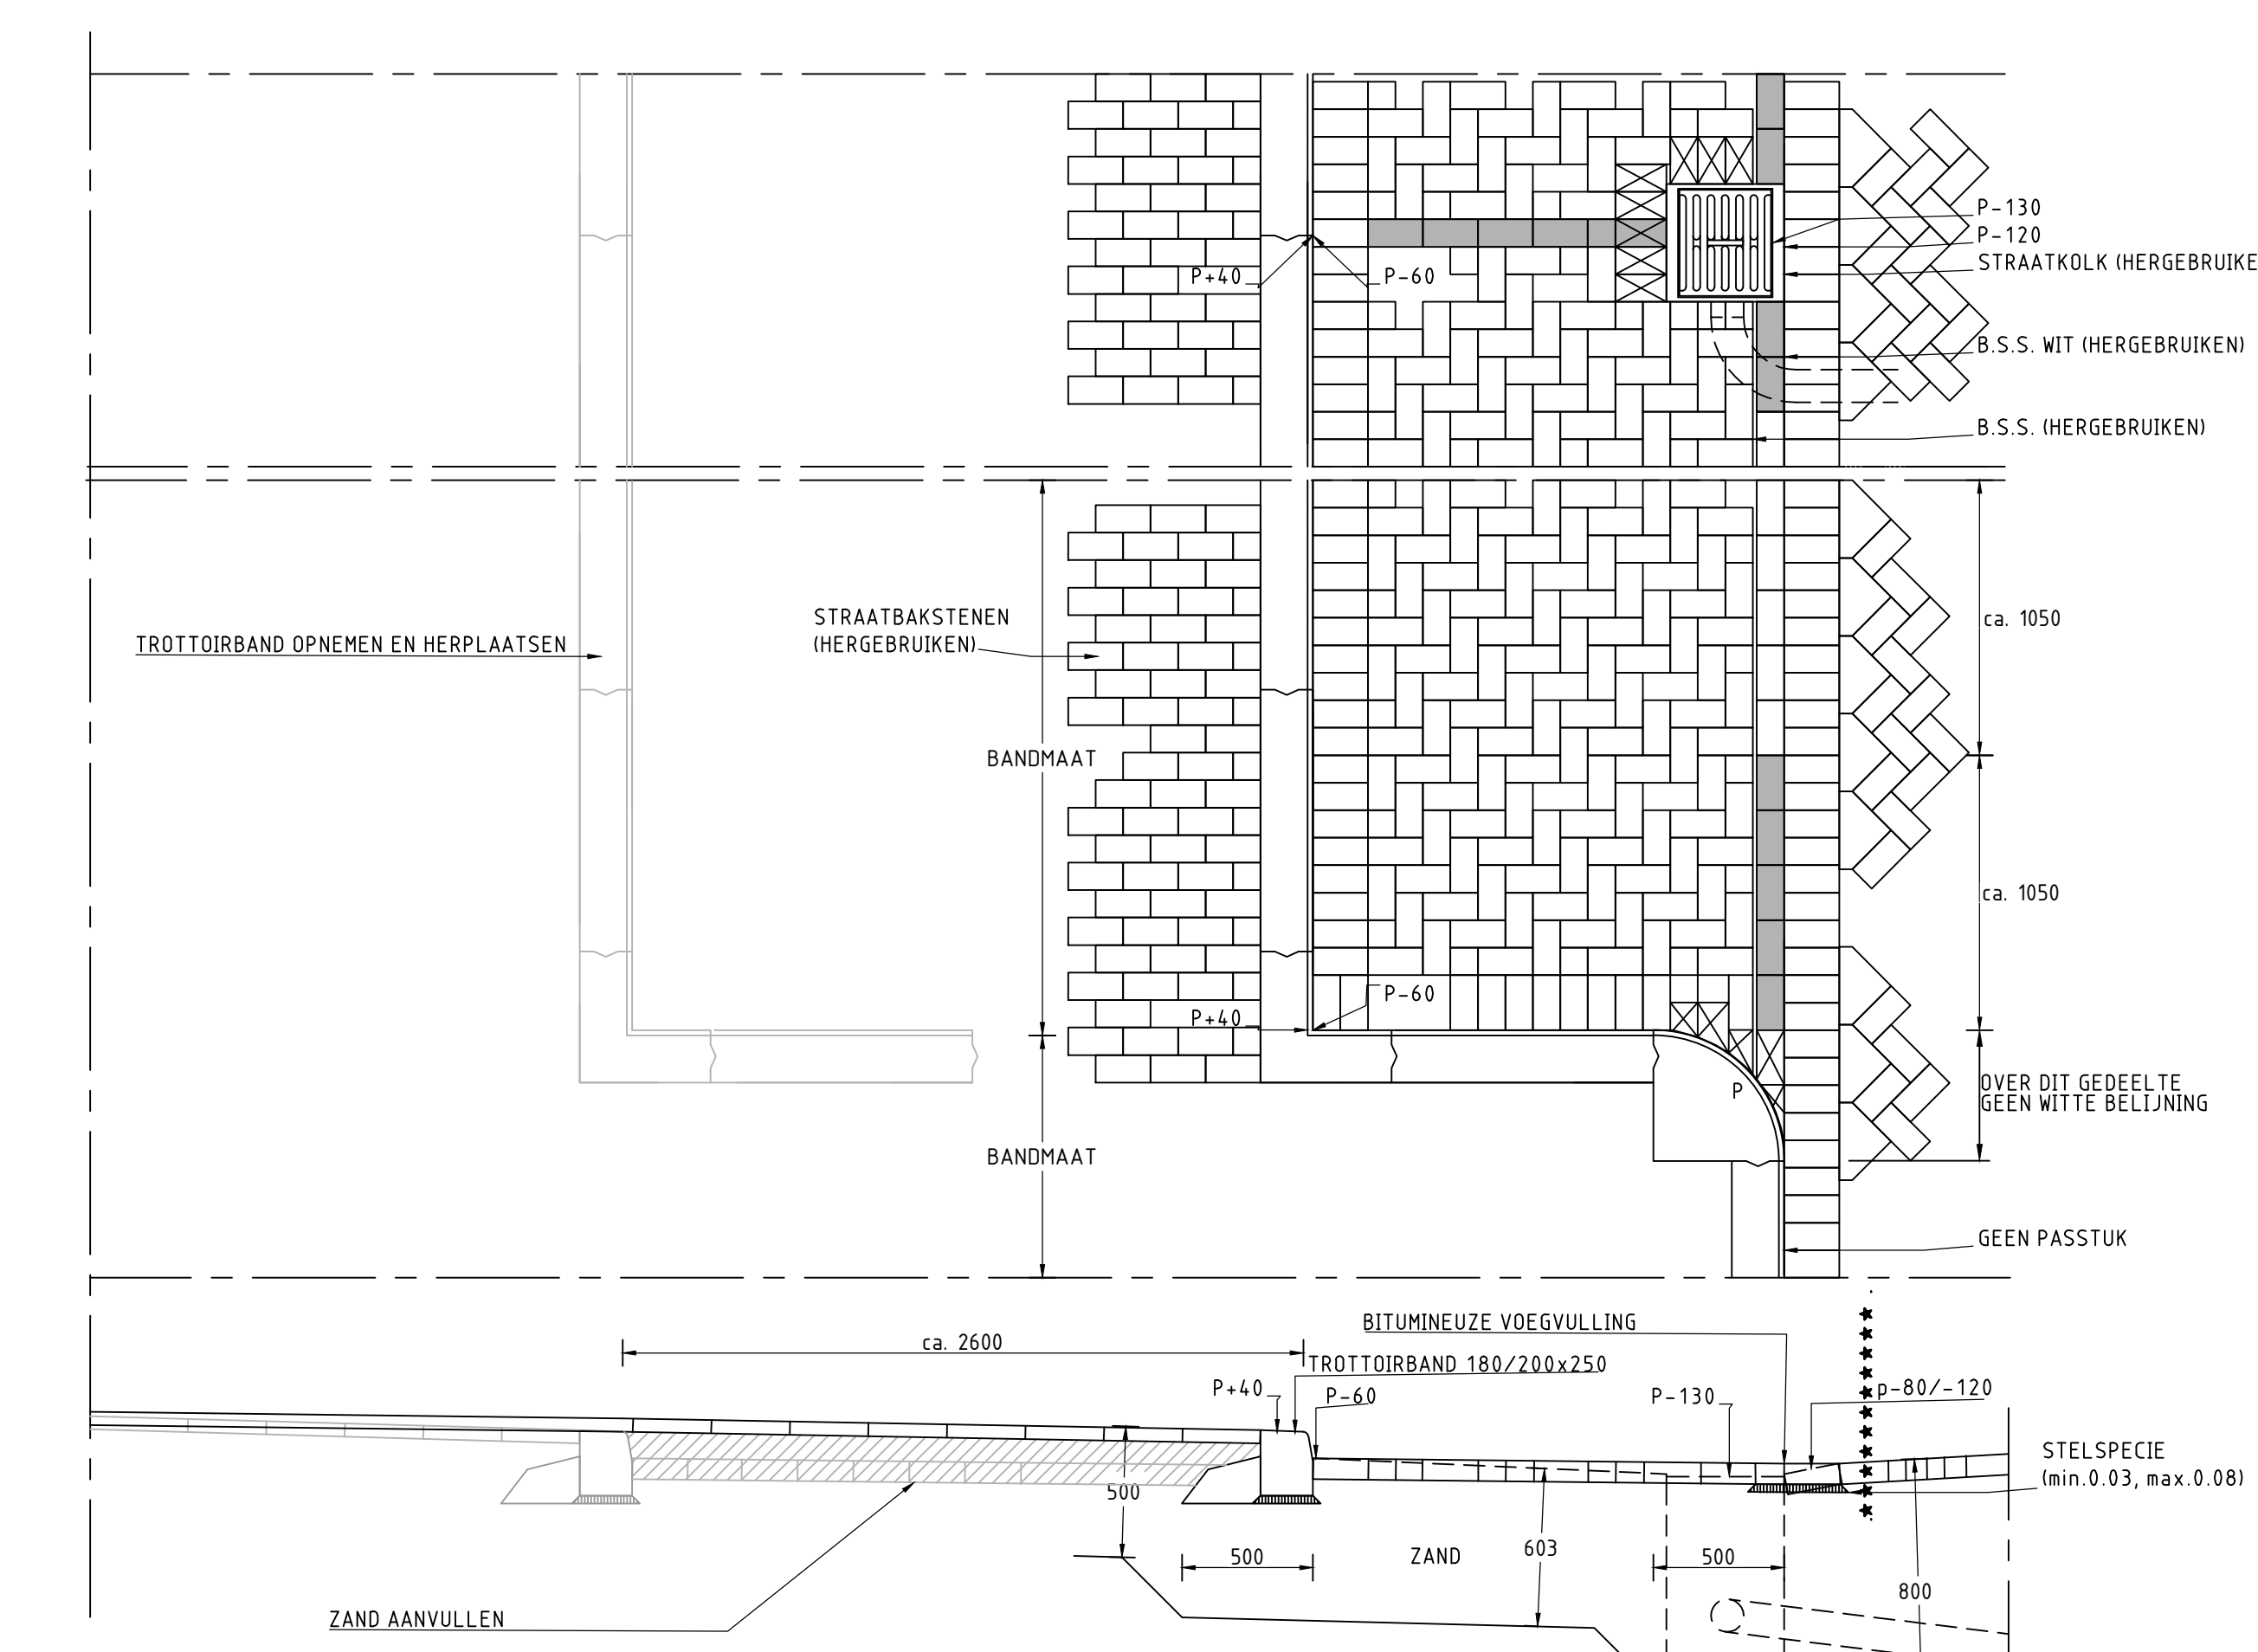 P-130
P-120
STRAATKOLK (HERGEBRUIKE
P+40
P-60
B.S.S. WIT (HERGEBRUIKEN)
B.S.S. (HERGEBRUIKEN)
STRAATBAKSTENEN
(HERGEBRUIKEN)
TROTTOIRBAND OPNEMEN EN HERPLAATSEN
ca. 1050
BANDMAAT
ca. 1050
P-60
P+40
OVER DIT GEDEELTE
GEEN WITTE BELIJNING
P
BANDMAAT
GEEN PASSTUK
BITUMINEUZE VOEGVULLING
ca. 2600
TROTTOIRBAND 180/200x250
P+40
P-60
P-130
p-80/-120
STELSPECIE
(min.0.03, max.0.08)
500
500
ZAND
603
500
800
ZAND AANVULLEN